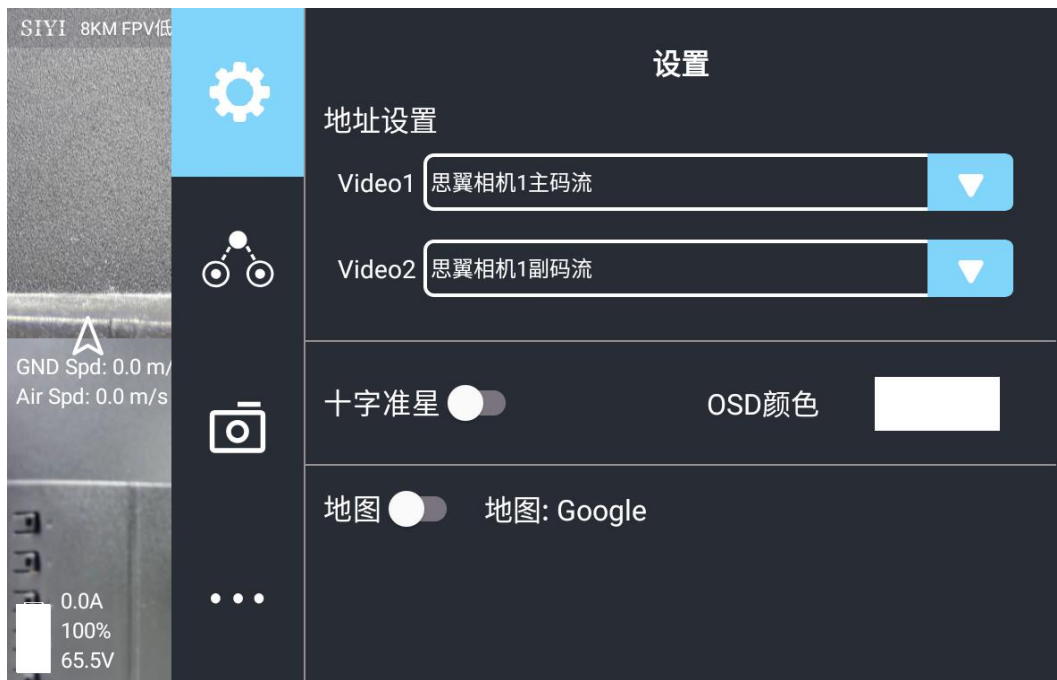 SIYI 8KM FPV低
设置
地址设置
Video1 思翼相机1主码流
Video2 思翼相机1副码流
GND Spd: 0.0 m/
Air Spd: 0.0 m/s
十字准星 OSD颜色
地图 地图: Google
0.0A
100%
65.5V